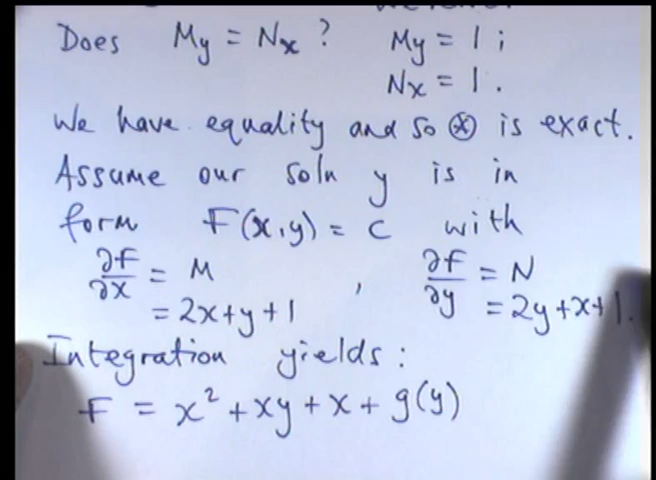 Does My = Nx ? My = 1 ;
Nx = 1 .
We have equality and so ⊛ is exact.
Assume our soln y is in
form F(x,y) = c with
∂f/∂x = M , ∂f/∂y = N
= 2x+y+1 = 2y+x+1.
Integration yields :
F = x² + xy + x + g(y)